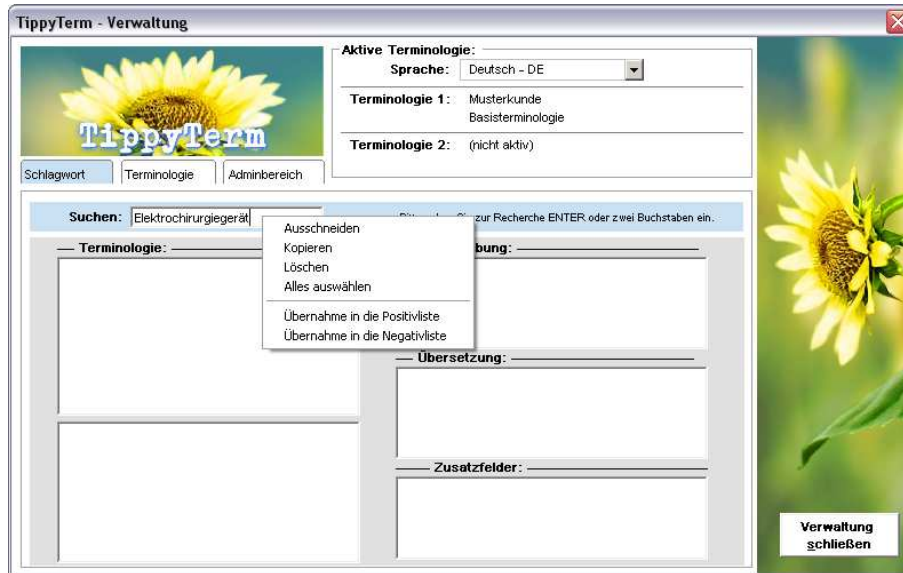 TippyTerm - Verwaltung
TippyTerm
Aktive Terminologie:
Sprache: Deutsch - DE
Terminologie 1: Musterkunde
Basisterminologie
Terminologie 2: (nicht aktiv)
Schlagwort Terminologie Adminbereich
Suchen: Elektrochirurgiegerät zur Recherche ENTER oder zwei Buchstaben ein.
Ausschneiden
Kopieren
Löschen
Alles auswählen
Übernahme in die Positivliste
Übernahme in die Negativliste
Terminologie: bung:
Übersetzung:
Zusatzfelder:
Verwaltung
schließen